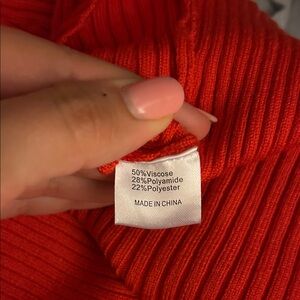 50%Viscose
28%Polyamide
22%Polyester
MADE IN CHINA